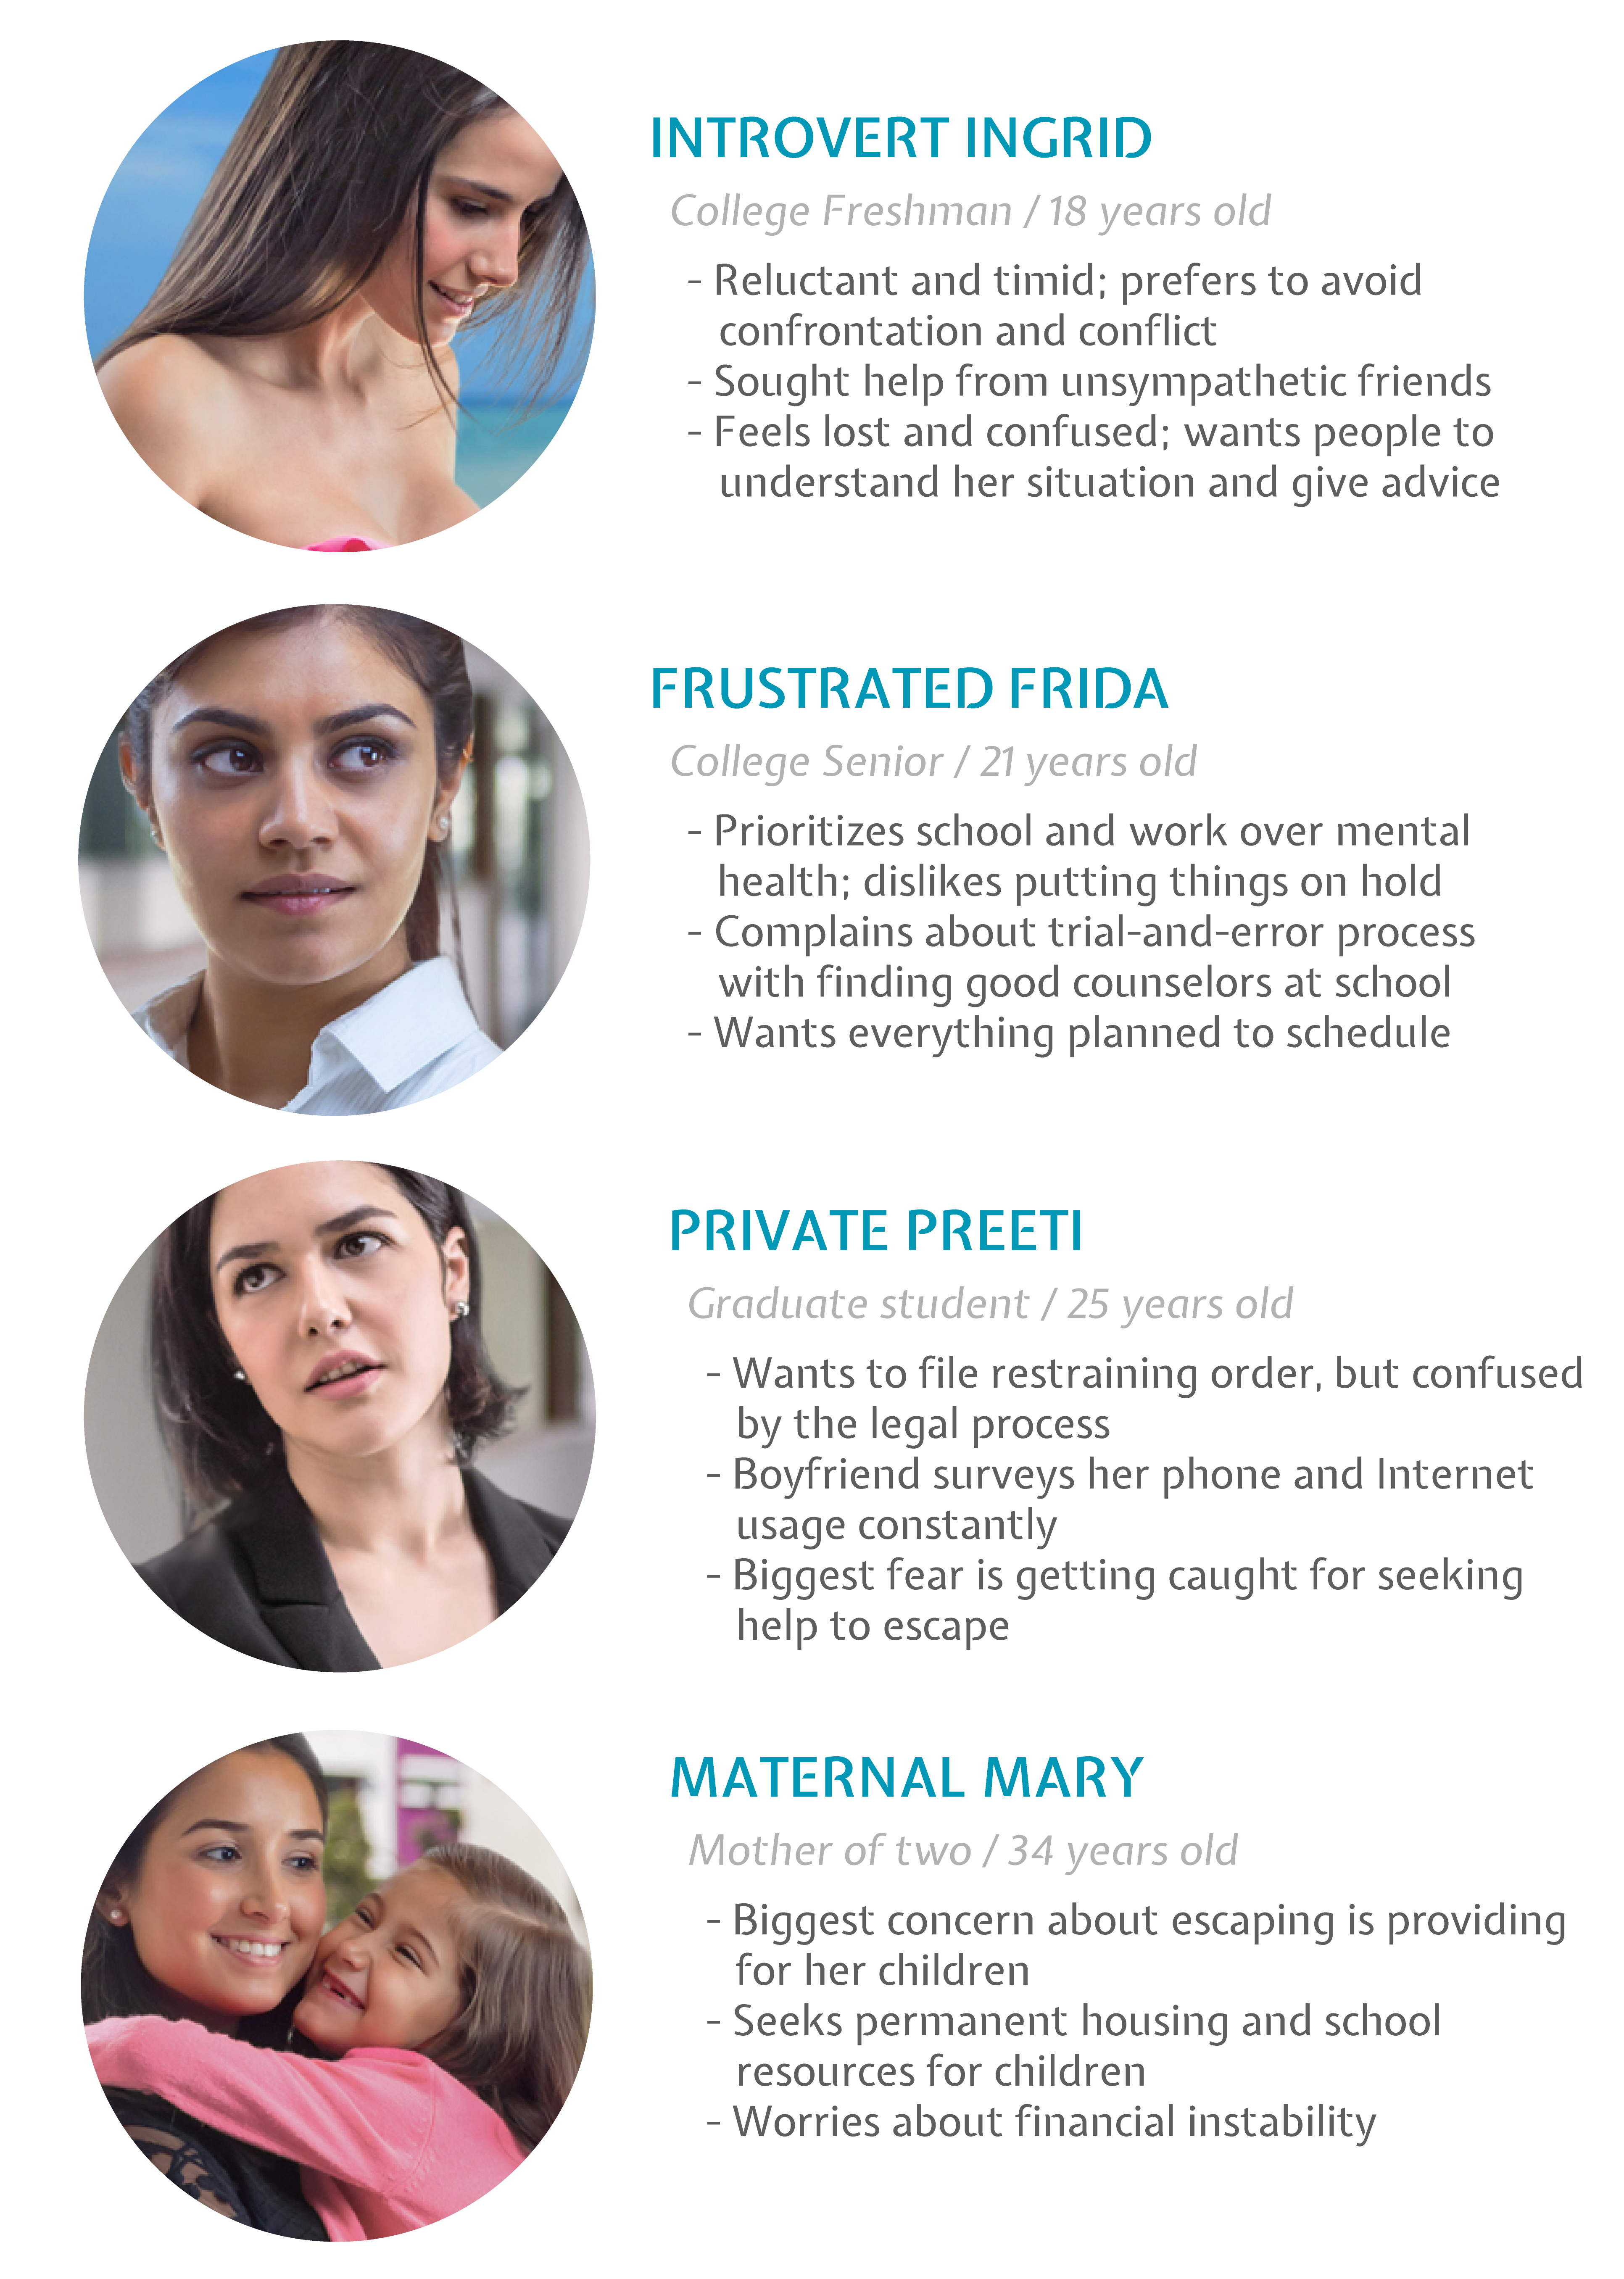 INTROVERT INGRID
College Freshman / 18 years old
- Reluctant and timid; prefers to avoid
confrontation and conflict
- Sought help from unsympathetic friends
- Feels lost and confused; wants people to
understand her situation and give advice
FRUSTRATED FRIDA
College Senior / 21 years old
- Prioritizes school and work over mental
health; dislikes putting things on hold
- Complains about trial-and-error process
with finding good counselors at school
- Wants everything planned to schedule
PRIVATE PREETI
Graduate student / 25 years old
- Wants to file restraining order, but confused
by the legal process
- Boyfriend surveys her phone and Internet
usage constantly
- Biggest fear is getting caught for seeking
help to escape
MATERNAL MARY
Mother of two / 34 years old
- Biggest concern about escaping is providing
for her children
- Seeks permanent housing and school
resources for children
- Worries about financial instability